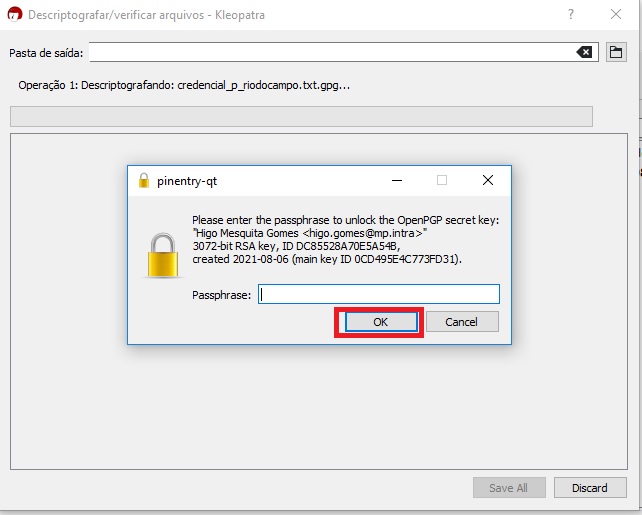 Descriptografar/verificar arquivos - Kleopatra
Pasta de saída:
Operação 1: Descriptografando: credencial_p_riodocampo.txt.gpg...
pinentry-qt
Please enter the passphrase to unlock the OpenPGP secret key:
"Higo Mesquita Gomes <higo.gomes@mp.intra>"
3072-bit RSA key, ID DC85528A70E5A54B,
created 2021-08-06 (main key ID 0CD495E4C773FD31).
Passphrase:
OK Cancel
Save All Discard